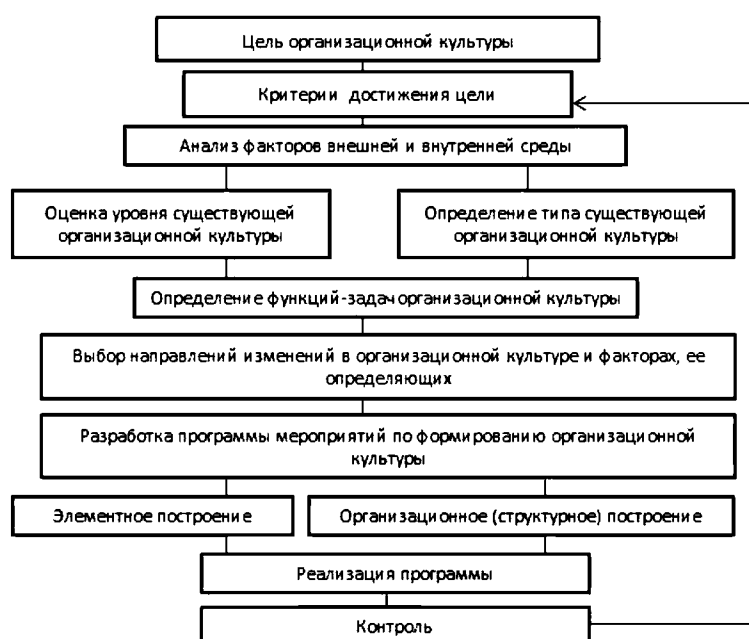 Цель организационной культуры
Критерии достижения цели
Анализ факторов внешней и внутренней среды
Оценка уровня существующей
организационной культуры
Определение типа существующей
организационной культуры
Определение функций-задач организационной культуры
Выбор направлений изменений в организационной культуре и факторах, ее
определяющих
Разработка программы мероприятий по формированию организационной
культуры
Элементное построение
Организационное (структурное) построение
Реализация программы
Контроль